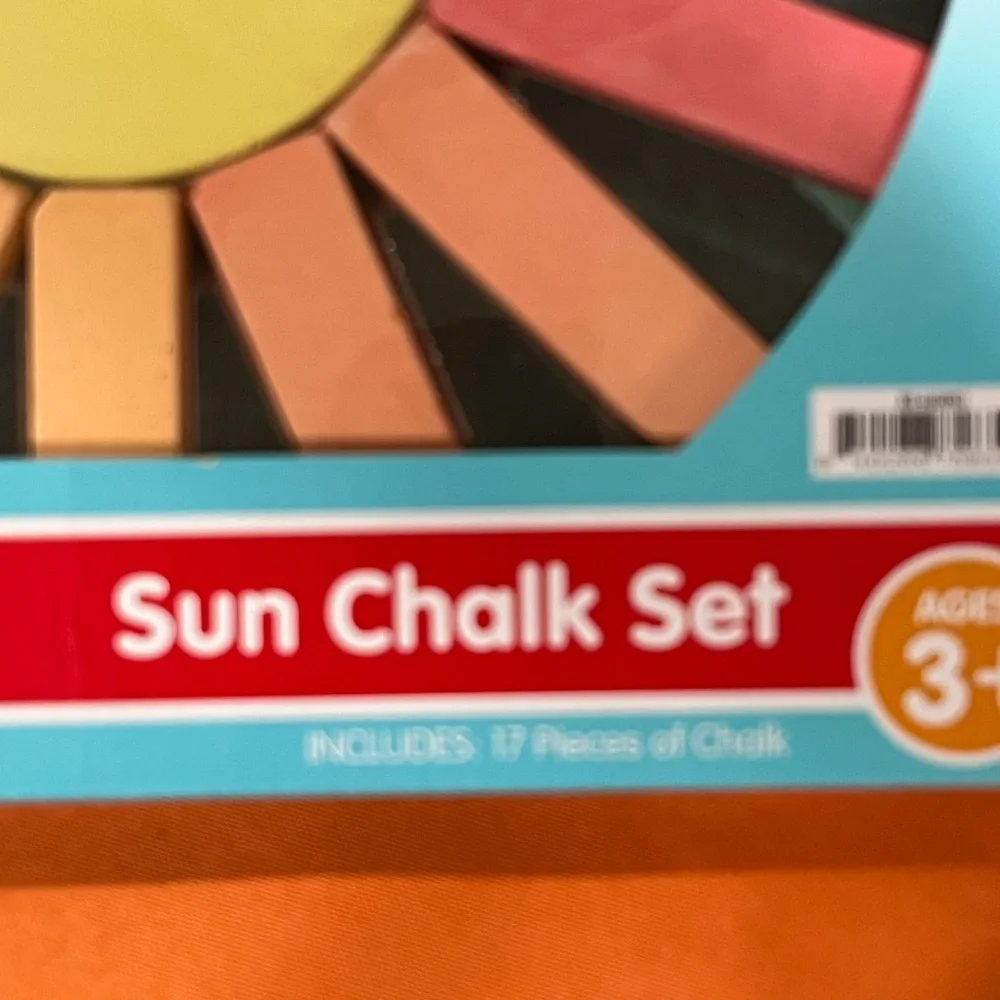 Sun Chalk Set
AGES
3+
INCLUDES: 17 Pieces of Chalk